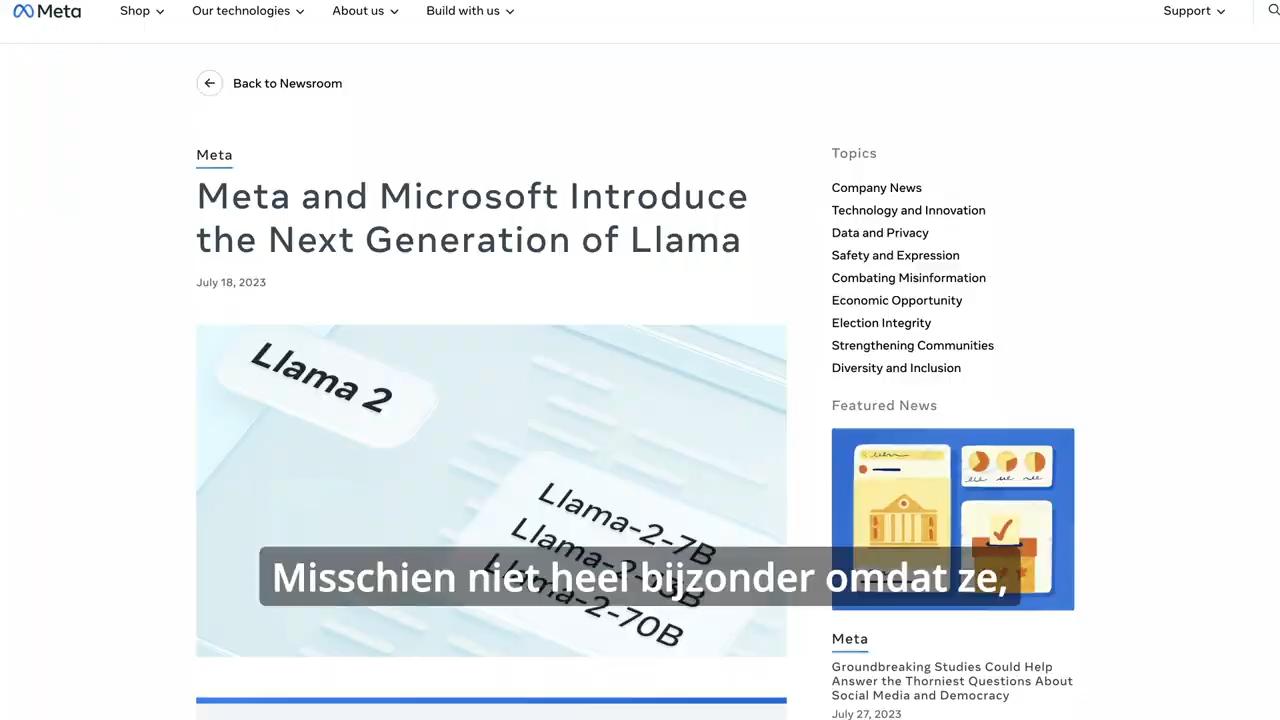 Meta
Shop
Our technologies
About us
Build with us
Support
Back to Newsroom
Meta
Meta and Microsoft Introduce
the Next Generation of Llama
July 18, 2023
Llama 2
Llama-2-7B
Llama-2-13B
Llama-2-70B
Misschien niet heel bijzonder omdat ze,
Topics
Company News
Technology and Innovation
Data and Privacy
Safety and Expression
Combating Misinformation
Economic Opportunity
Election Integrity
Strengthening Communities
Diversity and Inclusion
Featured News
Meta
Groundbreaking Studies Could Help
Answer the Thorniest Questions About
Social Media and Democracy
July 27, 2023